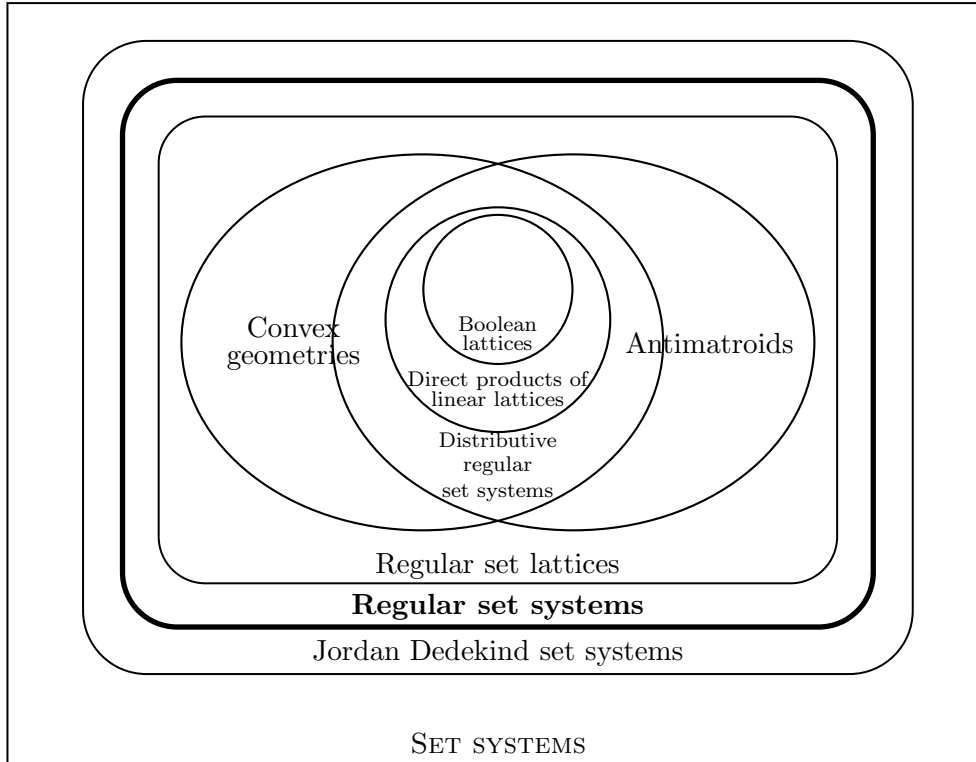 Boolean
lattices
Convex
geometries
Antimatroids
Direct products of
linear lattices
Distributive
regular
set systems
Regular set lattices
Regular set systems
Jordan Dedekind set systems
SET SYSTEMS